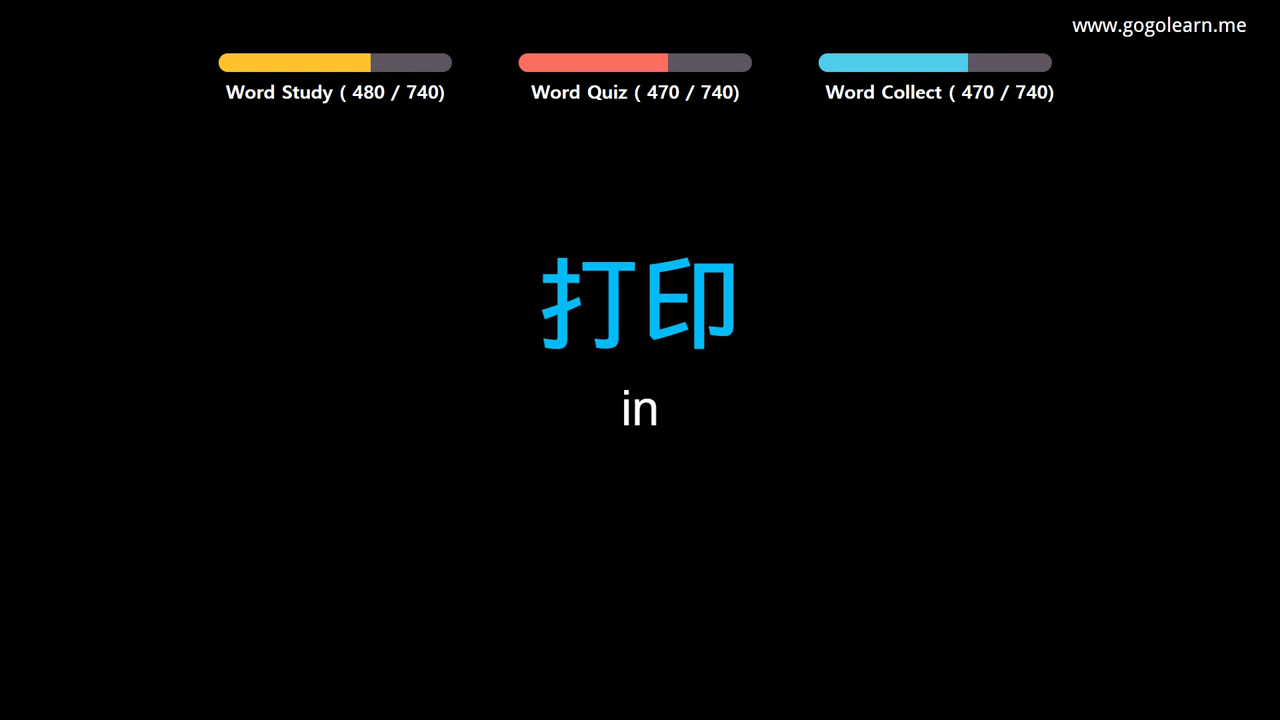 www.gogolearn.me
Word Study ( 480 / 740)
Word Quiz ( 470 / 740)
Word Collect ( 470 / 740)
打印
in